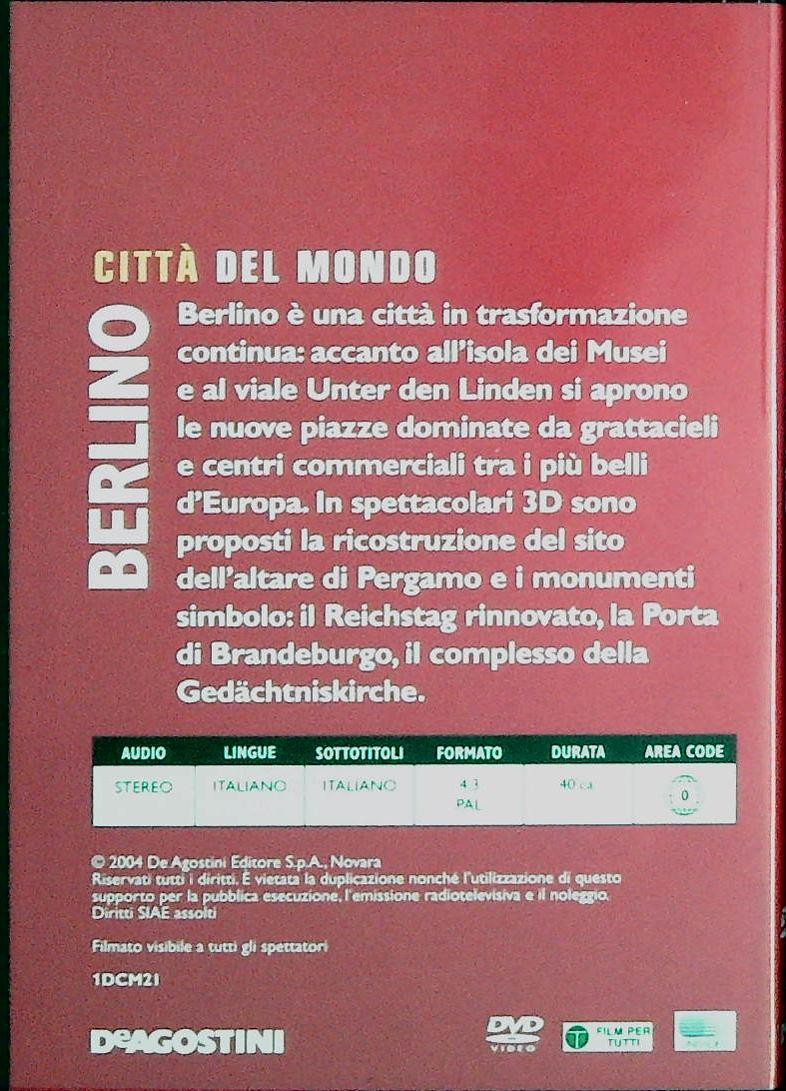 CITTÀ DEL MONDO
BERLINO
Berlino è una città in trasformazione
continua: accanto all'isola dei Musei
e al viale Unter den Linden si aprono
le nuove piazze dominate da grattacieli
e centri commerciali tra i più belli
d'Europa. In spettacolari 3D sono
proposti la ricostruzione del sito
dell'altare di Pergamo e i monumenti
simbolo: il Reichstag rinnovato, la Porta
di Brandeburgo, il complesso della
Gedächtniskirche.
AUDIO LINGUE SOTTOTITOLI FORMATO DURATA AREA CODE
STEREO ITALIANO ITALIANO 4:3 40 ca. 0
PAL
© 2004 De Agostini Editore S.p.A., Novara
Riservati tutti i diritti. È vietata la duplicazione nonché l'utilizzazione di questo
supporto per la pubblica esecuzione, l'emissione radiotelevisiva e il noleggio.
Diritti SIAE assolti
Filmato visibile a tutti gli spettatori
1DCM21
DeAGOSTINI
DVD
VIDEO
T FILM PER
TUTTI